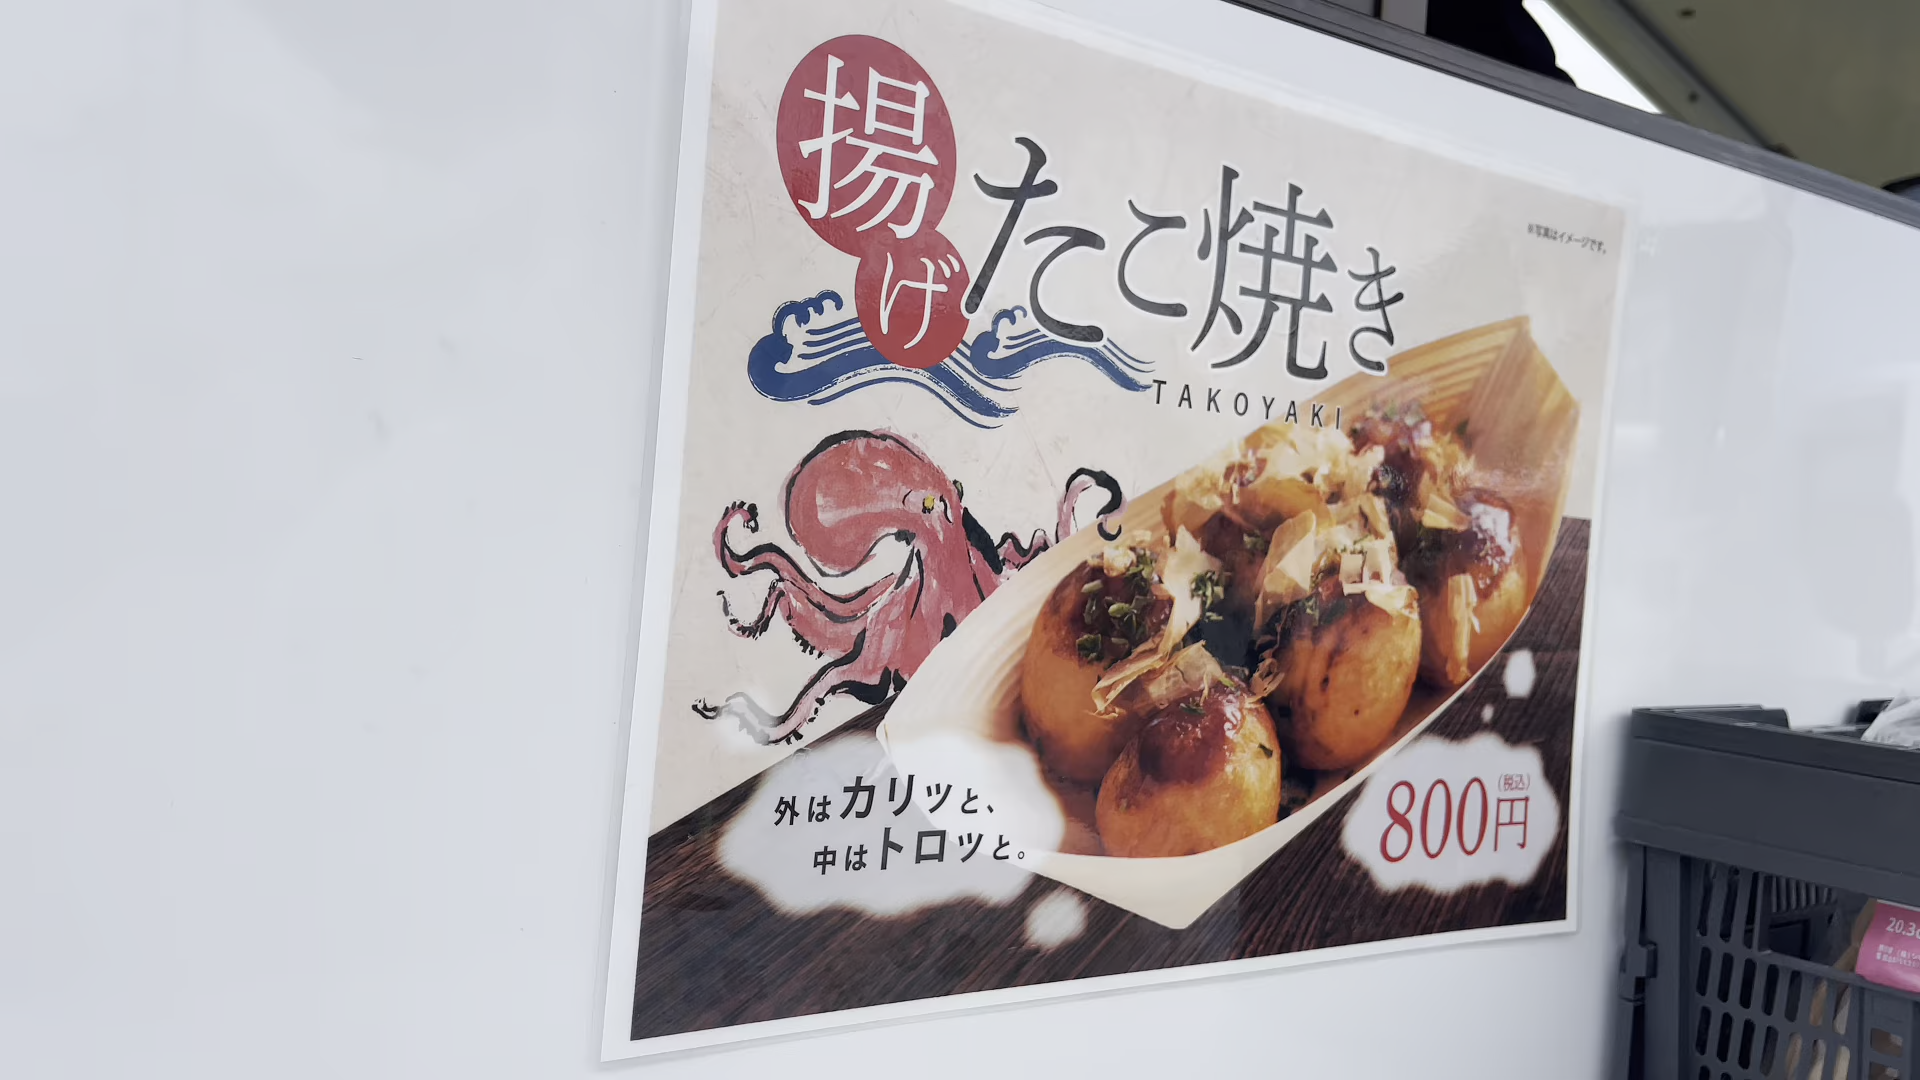 揚げたこ焼き
TAKOYAKI
※写真はイメージです。
外はカリッと、
中はトロッと。
800円(税込)